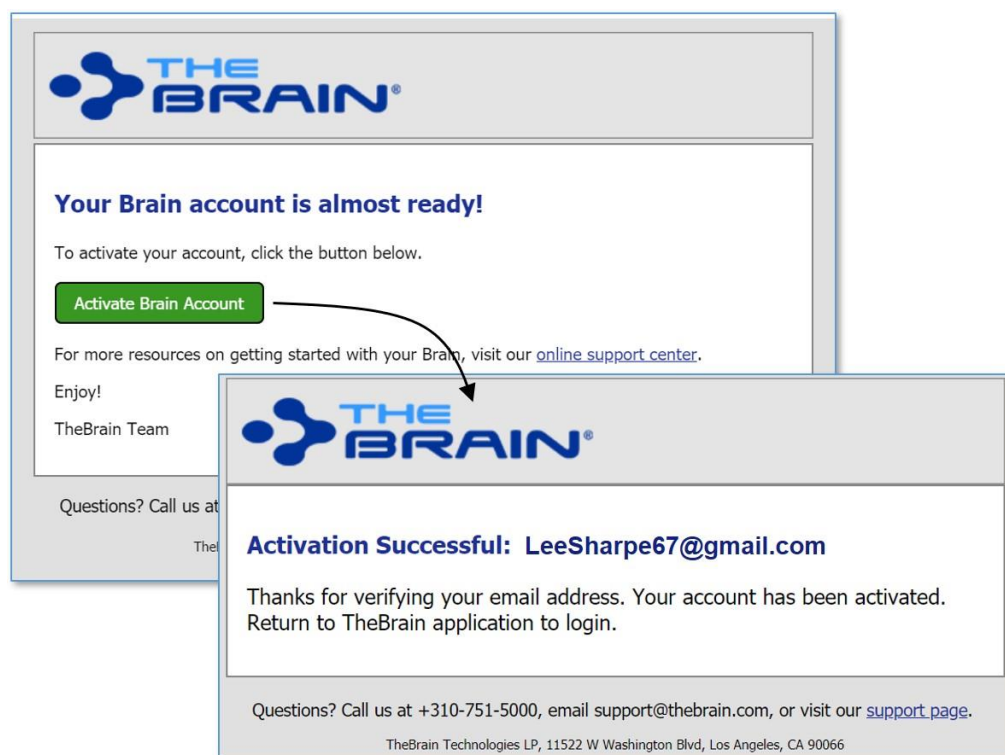 THE
BRAIN®
Your Brain account is almost ready!
To activate your account, click the button below.
Activate Brain Account
For more resources on getting started with your Brain, visit our online support center.
Enjoy!
TheBrain Team
Questions? Call us at
THE
BRAIN®
Activation Successful: LeeSharpe67@gmail.com
Thanks for verifying your email address. Your account has been activated.
Return to TheBrain application to login.
Questions? Call us at +310-751-5000, email support@thebrain.com, or visit our support page.
TheBrain Technologies LP, 11522 W Washington Blvd, Los Angeles, CA 90066